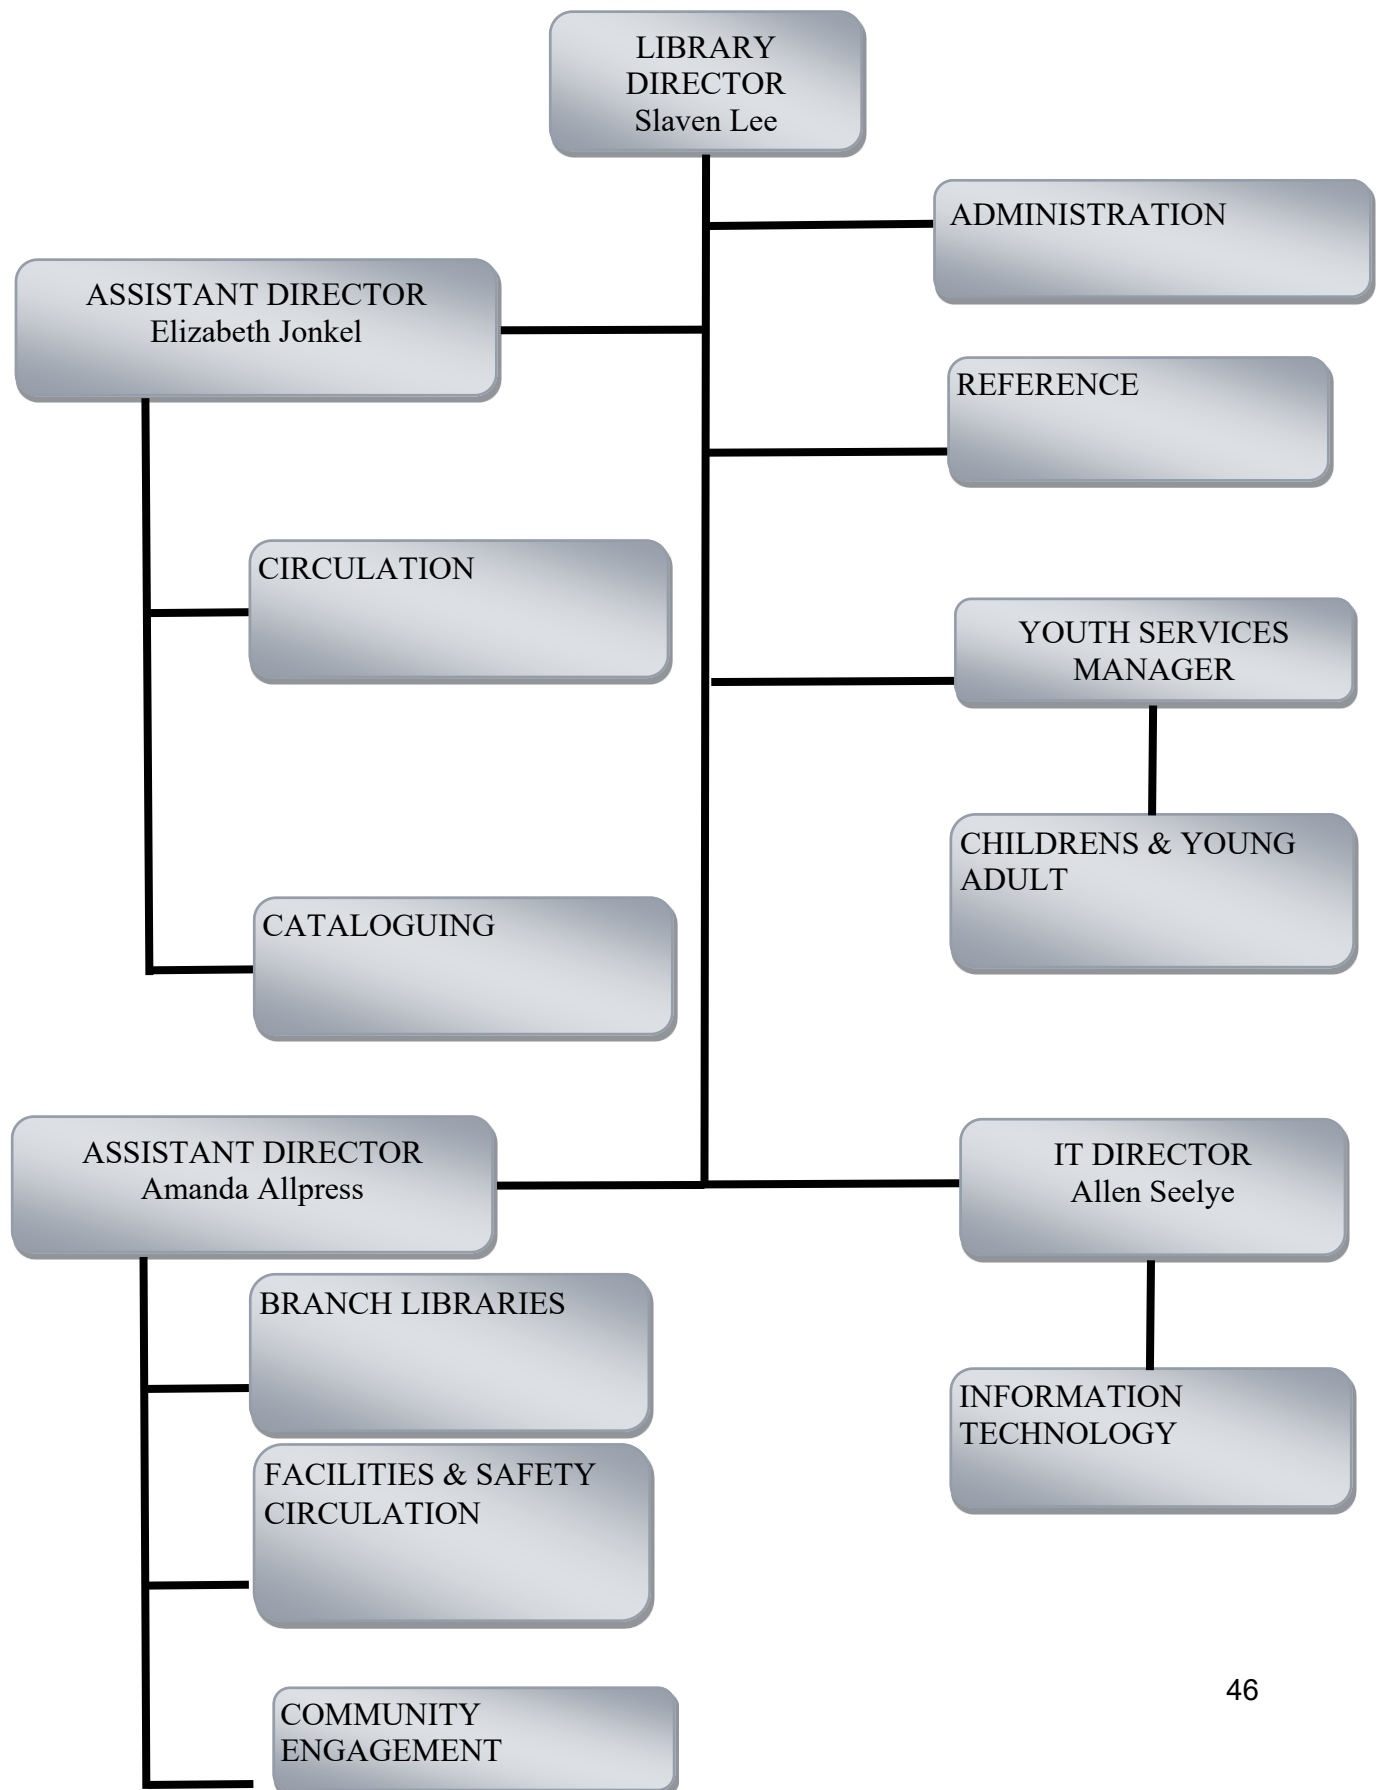 LIBRARY
DIRECTOR
Slaven Lee
ADMINISTRATION
ASSISTANT DIRECTOR
Elizabeth Jonkel
REFERENCE
CIRCULATION
YOUTH SERVICES
MANAGER
CHILDRENS & YOUNG
ADULT
CATALOGUING
ASSISTANT DIRECTOR
Amanda Allpress
IT DIRECTOR
Allen Seelye
BRANCH LIBRARIES
INFORMATION
TECHNOLOGY
FACILITIES & SAFETY
CIRCULATION
COMMUNITY
ENGAGEMENT
46